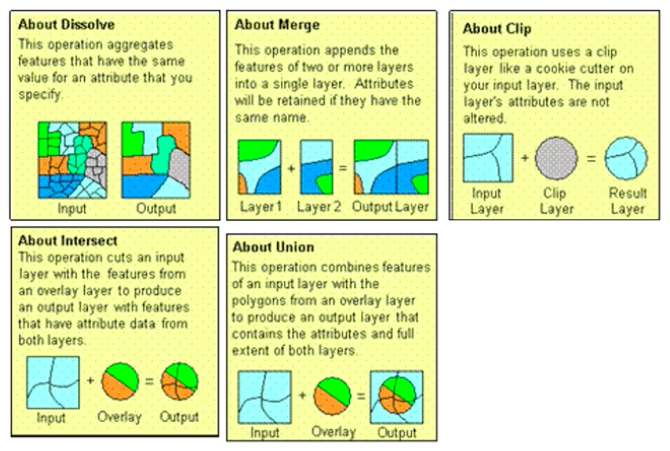 About Dissolve
This operation aggregates
features that have the same
value for an attribute that you
specify.
Input
Output
About Merge
This operation appends the
features of two or more layers
into a single layer. Attributes
will be retained if they have the
same name.
+
=
Layer1
Layer 2
Output Layer
About Clip
This operation uses a clip
layer like a cookie cutter on
your input layer. The input
layer's attributes are not
altered.
+
=
Input
Layer
Clip
Layer
Result
Layer
About Intersect
This operation cuts an input
layer with the features from
an overlay layer to produce
an output layer with features
that have attribute data from
both layers.
+
=
Input
Overlay
Output
About Union
This operation combines features
of an input layer with the
polygons from an overlay layer
to produce an output layer that
contains the attributes and full
extent of both layers.
+
=
Input
Overlay
Output